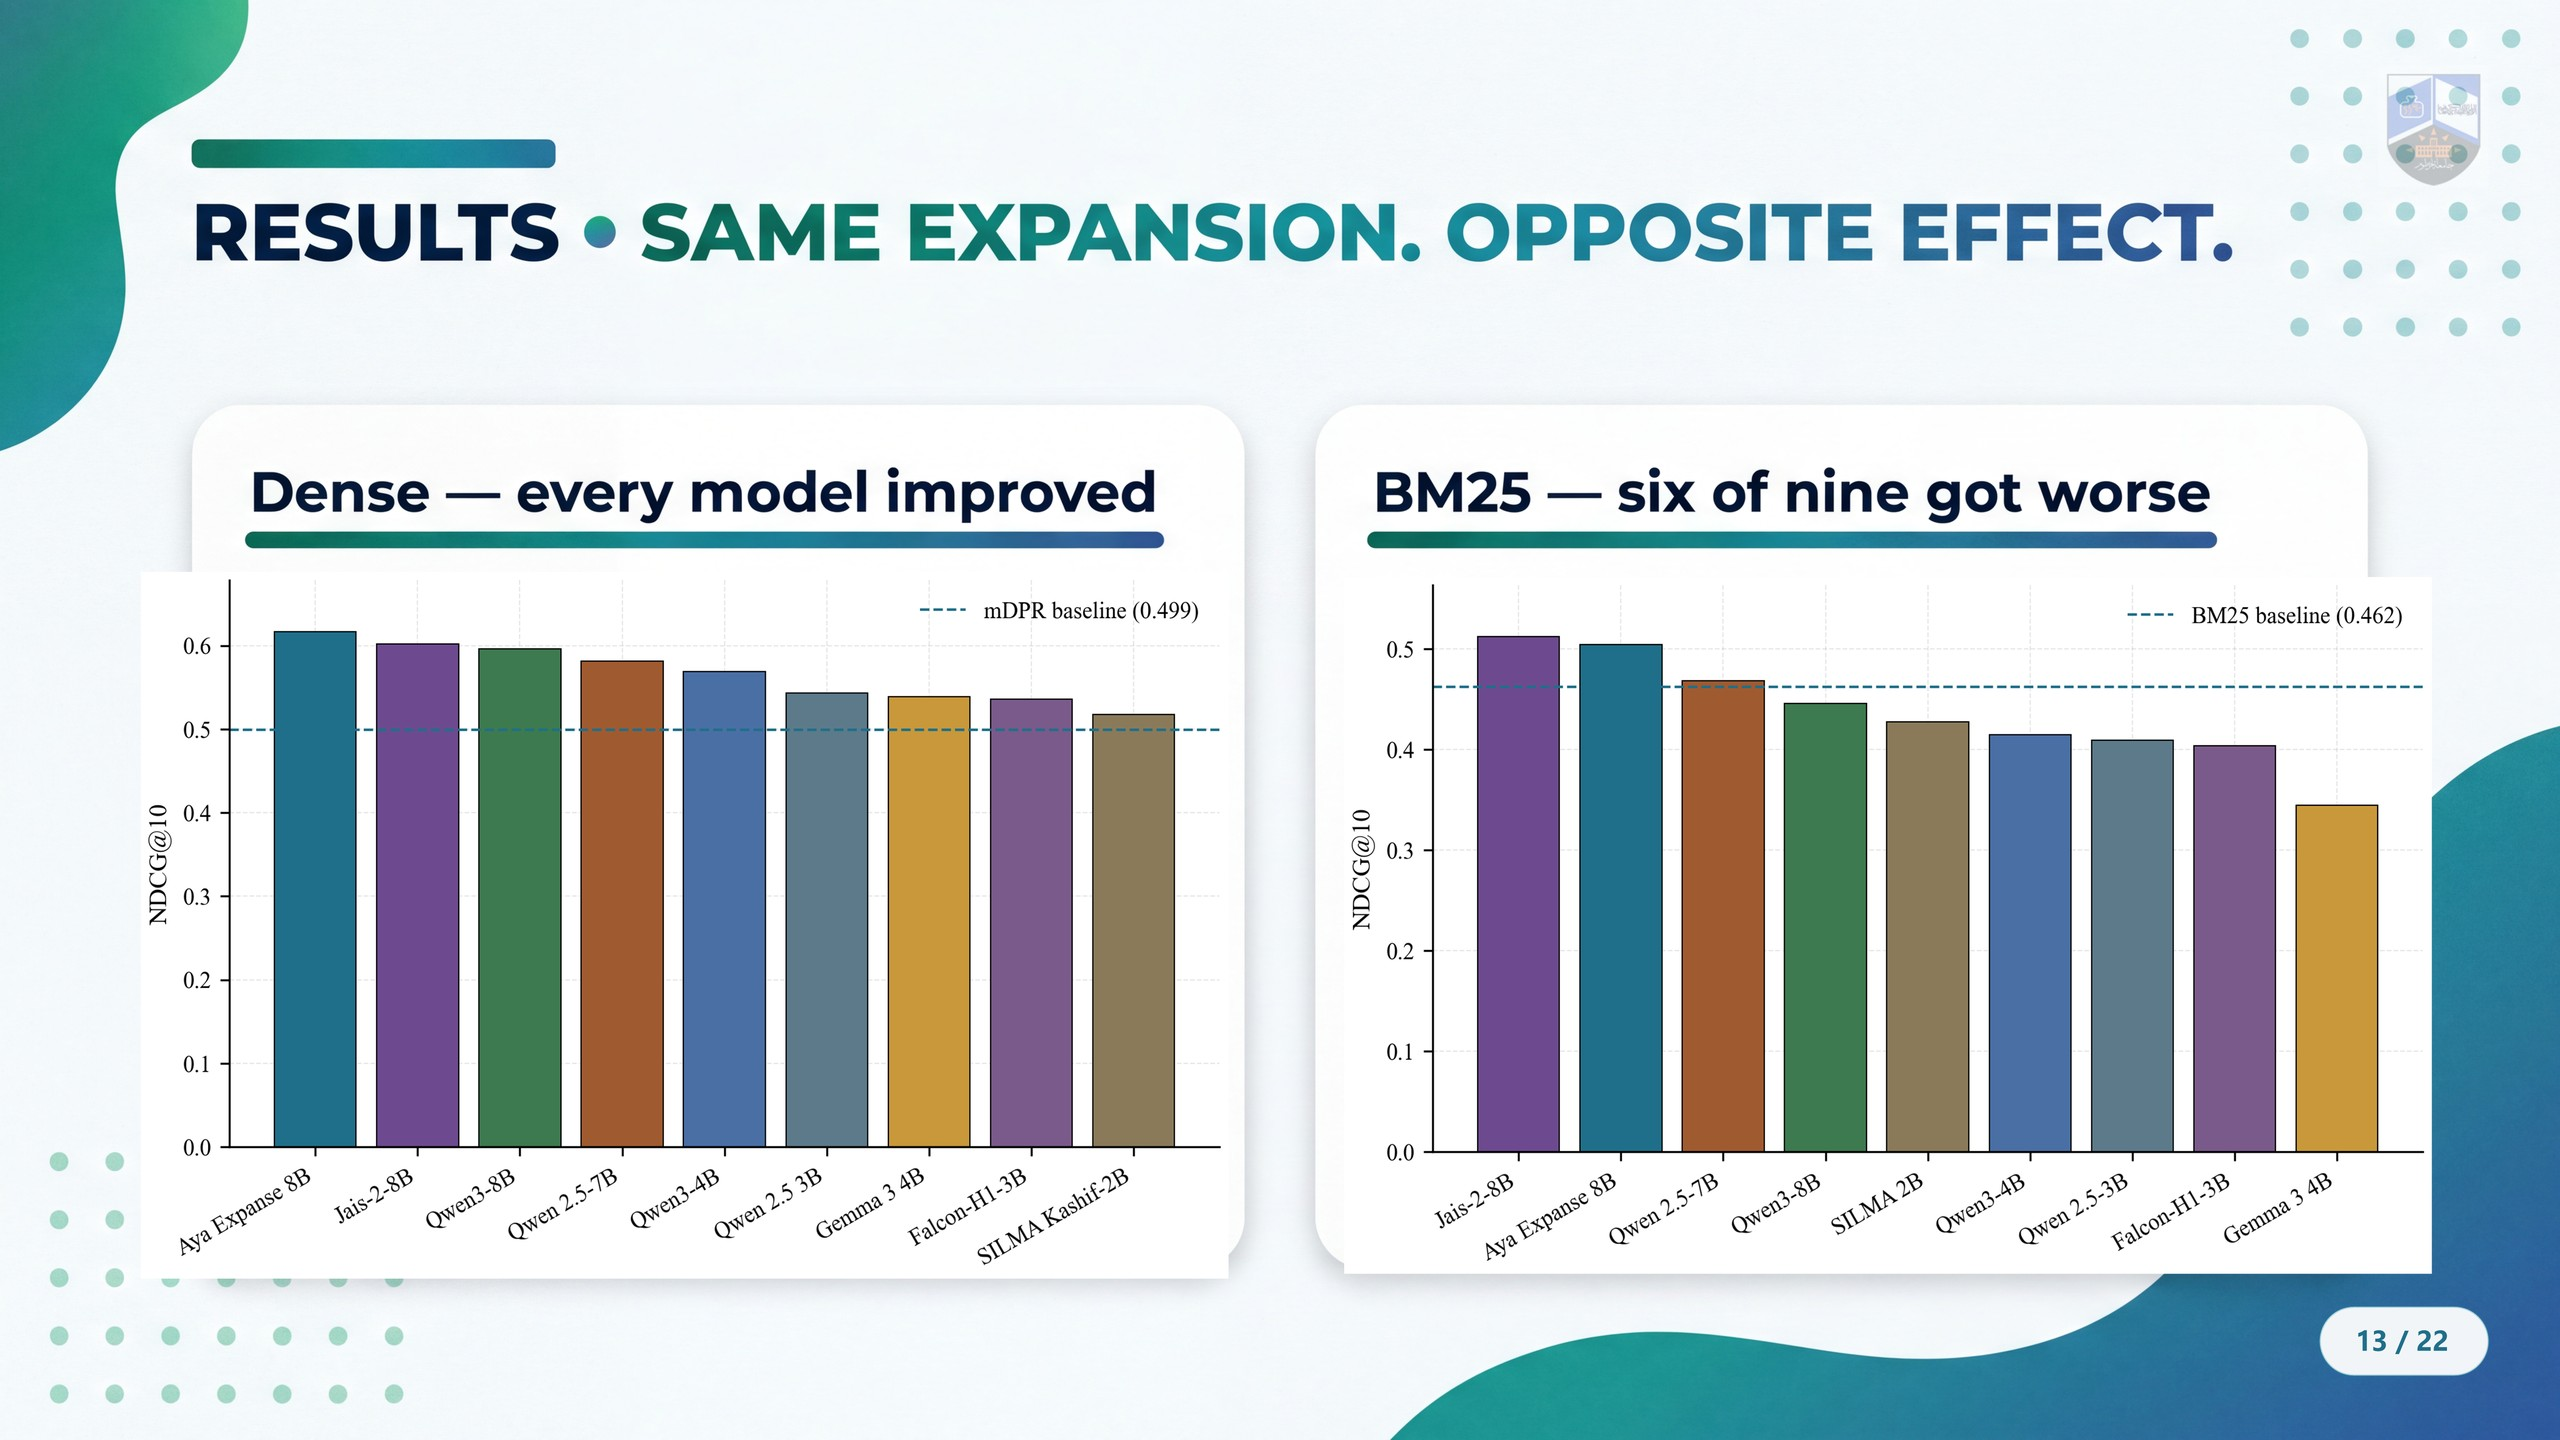 RESULTS • SAME EXPANSION. OPPOSITE EFFECT.
Dense — every model improved
mDPR baseline (0.499)
NDCG@10
0.6
0.5
0.4
0.3
0.2
0.1
0.0
Aya Expanse 8B
Jais-2-8B
Qwen3-8B
Qwen 2.5-7B
Qwen3-4B
Qwen 2.5 3B
Gemma 3 4B
Falcon-H1-3B
SILMA Kashif-2B
BM25 — six of nine got worse
BM25 baseline (0.462)
NDCG@10
0.5
0.4
0.3
0.2
0.1
0.0
Jais-2-8B
Aya Expanse 8B
Qwen 2.5-7B
Qwen3-8B
SILMA 2B
Qwen3-4B
Qwen 2.5-3B
Falcon-H1-3B
Gemma 3 4B
13 / 22